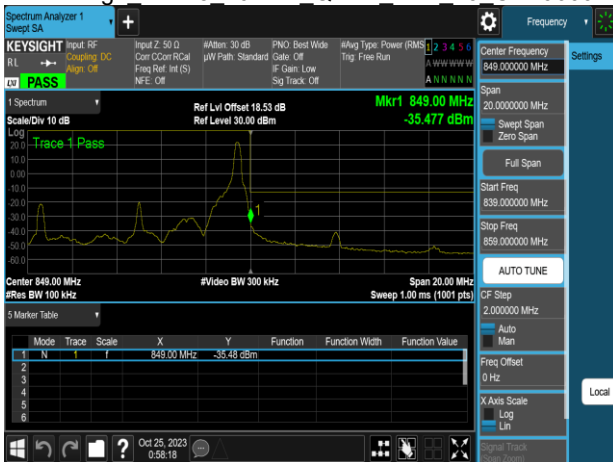 Spectrum Analyzer 1
Swept SA
+
Frequency
KEYSIGHT
RL
PASS
Input: RF
Coupling: DC
Align: Off
Input Z: 50 Ω
Corr CCorr RCal
Freq Ref: Int (S)
NFE: Off
#Atten: 30 dB
µW Path: Standard
PNO: Best Wide
Gate: Off
IF Gain: Low
Sig Track: Off
#Avg Type: Power (RMS
Trig: Free Run
1 2 3 4 5 6
A W W W W W
A N N N N N
1 Spectrum
Scale/Div 10 dB
Ref Lvl Offset 18.53 dB
Ref Level 30.00 dBm
Mkr1 849.00 MHz
-35.477 dBm
Log
Trace 1 Pass
20.0
10.0
0.00
-10.0
-20.0
-30.0
-40.0
-50.0
-60.0
1
Center 849.00 MHz
#Video BW 300 kHz
Span 20.00 MHz
#Res BW 100 kHz
Sweep 1.00 ms (1001 pts)
5 Marker Table
Mode Trace Scale X Y Function Function Width Function Value
1 N 1 f 849.00 MHz -35.48 dBm
2
3
4
5
6
Oct 25, 2023
0:58:18
Center Frequency
849.000000 MHz
Span
20.0000000 MHz
Swept Span
Zero Span
Full Span
Start Freq
839.000000 MHz
Stop Freq
859.000000 MHz
AUTO TUNE
CF Step
2.000000 MHz
Auto
Man
Freq Offset
0 Hz
X Axis Scale
Log
Lin
Signal Track
(Span Zoom)
Settings
Local